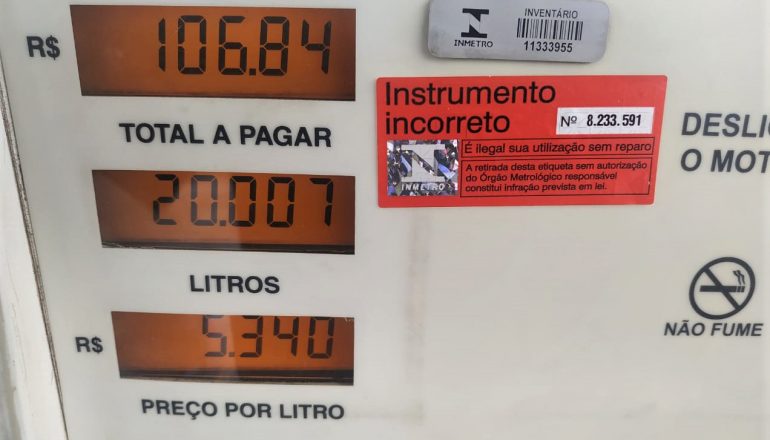 R$ 106.84
TOTAL A PAGAR
20.007
LITROS
R$ 5.340
PREÇO POR LITRO
INMETRO
INVENTÁRIO
11333955
Instrumento
incorreto
Nº 8.233.591
INMETRO
É ilegal sua utilização sem reparo
A retirada desta etiqueta sem autorização
do Órgão Metrológico responsável
constitui infração prevista em lei.
DESLIG
O MOT
NÃO FUME